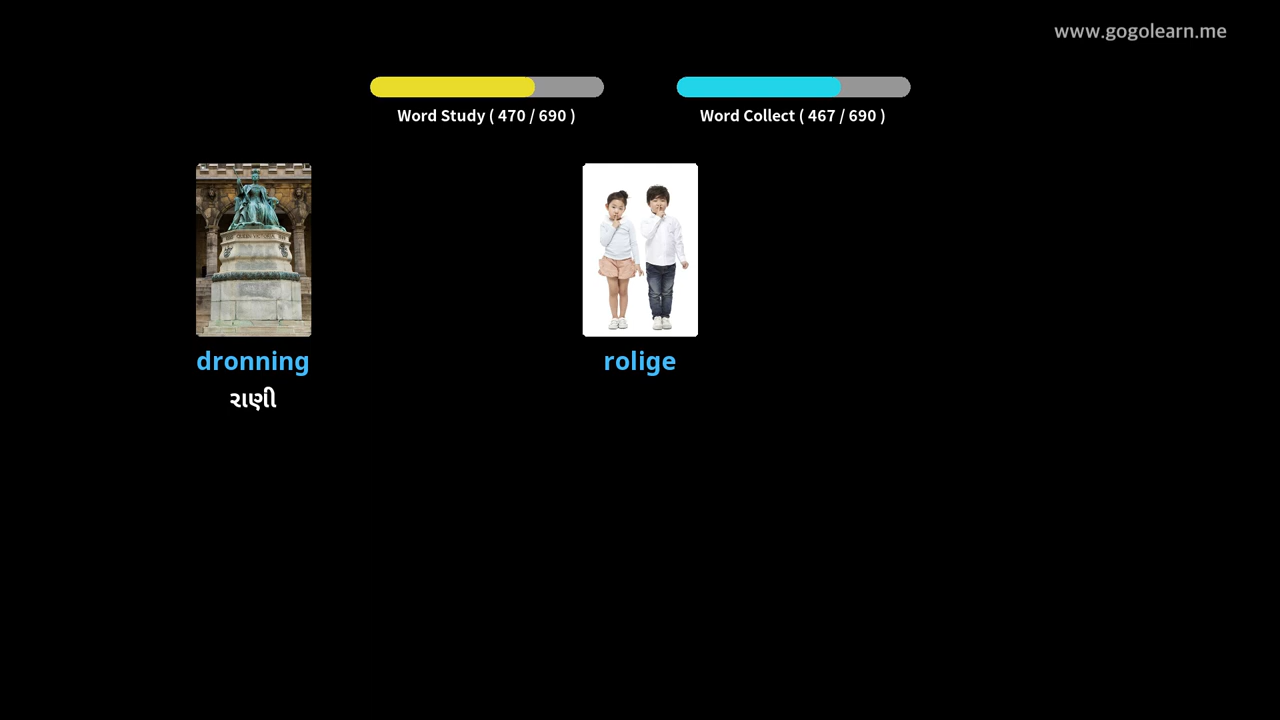 www.gogolearn.me
Word Study ( 470 / 690 )
Word Collect ( 467 / 690 )
dronning
rolige
રાણી